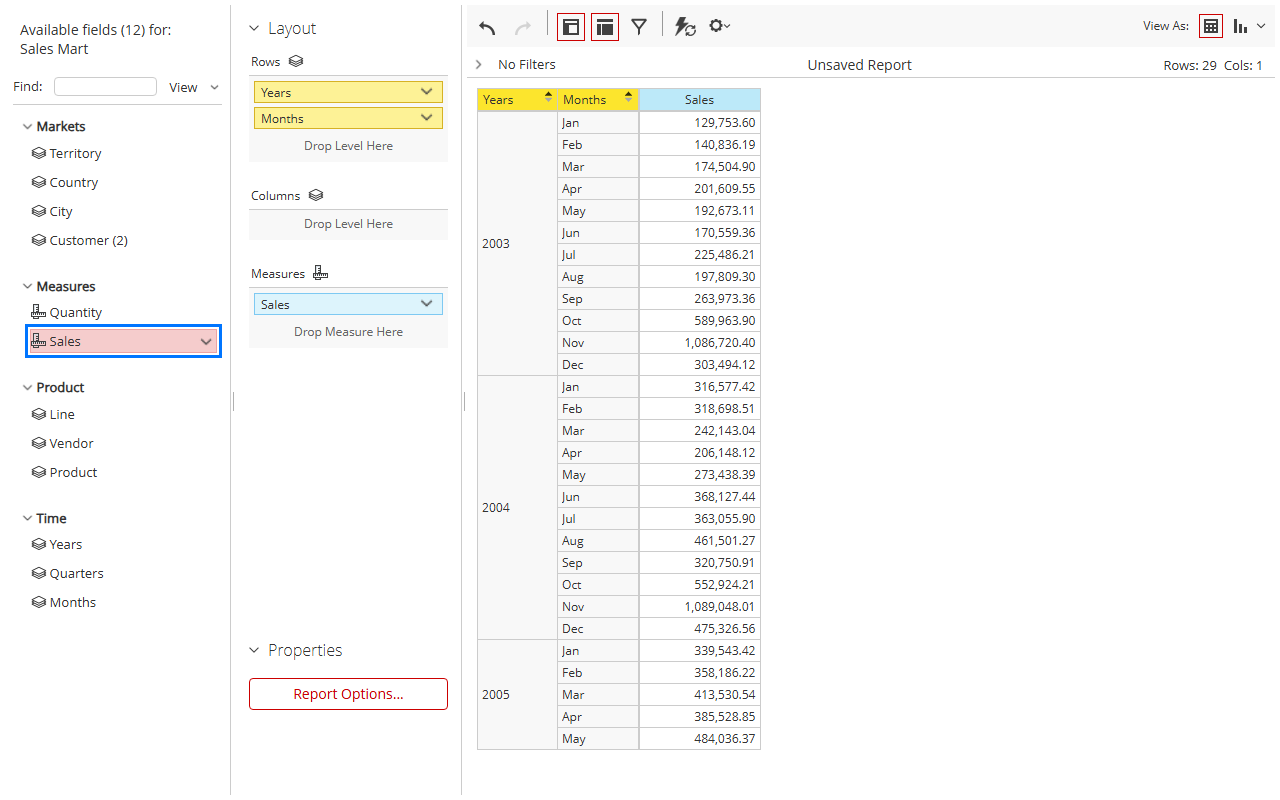 Available fields (12) for:
Sales Mart
Find:
View
Markets
Territory
Country
City
Customer (2)
Measures
Quantity
Sales
Product
Line
Vendor
Product
Time
Years
Quarters
Months
Layout
Rows
Years
Months
Drop Level Here
Columns
Drop Level Here
Measures
Sales
Drop Measure Here
Properties
Report Options...
View As:
No Filters Unsaved Report Rows: 29 Cols: 1
Years Months Sales
2003
Jan 129,753.60
Feb 140,836.19
Mar 174,504.90
Apr 201,609.55
May 192,673.11
Jun 170,559.36
Jul 225,486.21
Aug 197,809.30
Sep 263,973.36
Oct 589,963.90
Nov 1,086,720.40
Dec 303,494.12
2004
Jan 316,577.42
Feb 318,698.51
Mar 242,143.04
Apr 206,148.12
May 273,438.39
Jun 368,127.44
Jul 363,055.90
Aug 461,501.27
Sep 320,750.91
Oct 552,924.21
Nov 1,089,048.01
Dec 475,326.56
2005
Jan 339,543.42
Feb 358,186.22
Mar 413,530.54
Apr 385,528.85
May 484,036.37